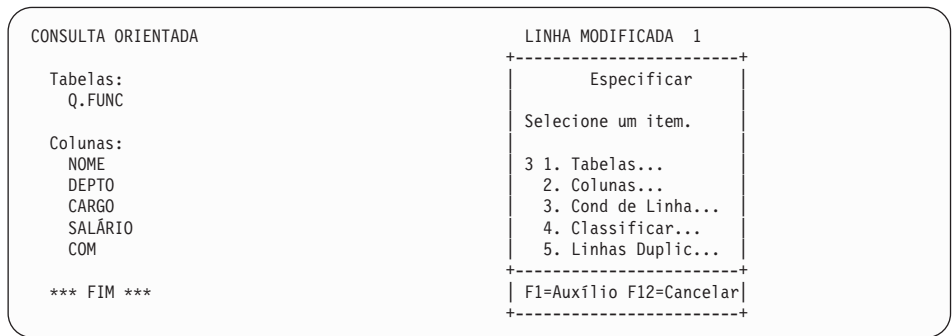 CONSULTA ORIENTADA LINHA MODIFICADA 1
+------------------------+
Tabelas: | Especificar |
Q.FUNC | |
| Selecione um item. |
Colunas: | |
NOME | 3 1. Tabelas... |
DEPTO | 2. Colunas... |
CARGO | 3. Cond de Linha... |
SALÁRIO | 4. Classificar... |
COM | 5. Linhas Duplic... |
+------------------------+
*** FIM *** | F1=Auxílio F12=Cancelar|
+------------------------+